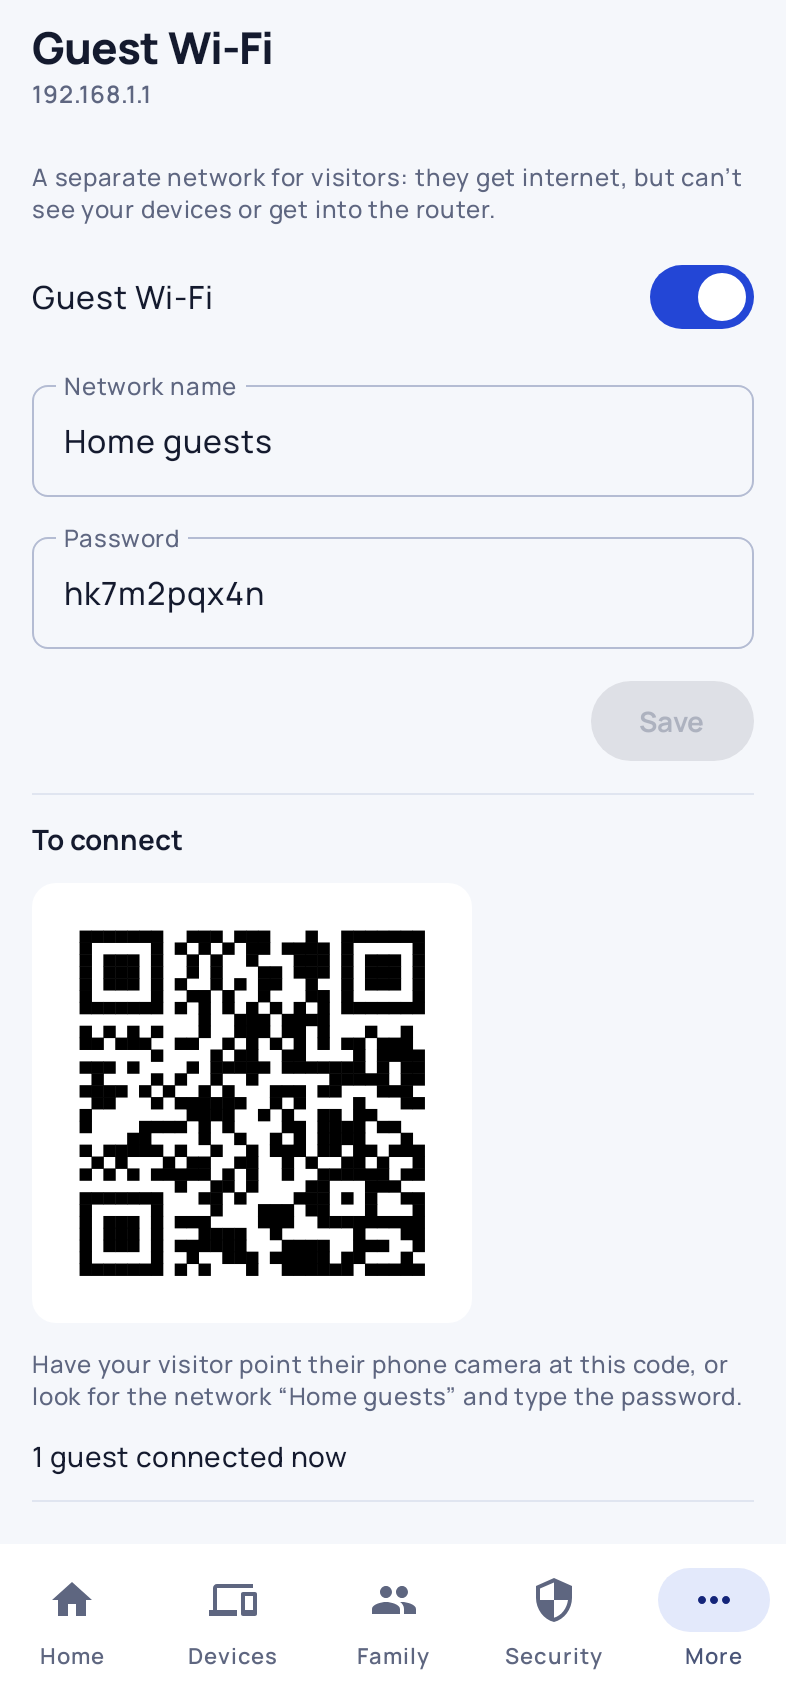 Guest Wi-Fi
192.168.1.1
A separate network for visitors: they get internet, but can’t
see your devices or get into the router.
Guest Wi-Fi
Network name
Home guests
Password
hk7m2pqx4n
Save
To connect
Have your visitor point their phone camera at this code, or
look for the network “Home guests” and type the password.
1 guest connected now
Home
Devices
Family
Security
More